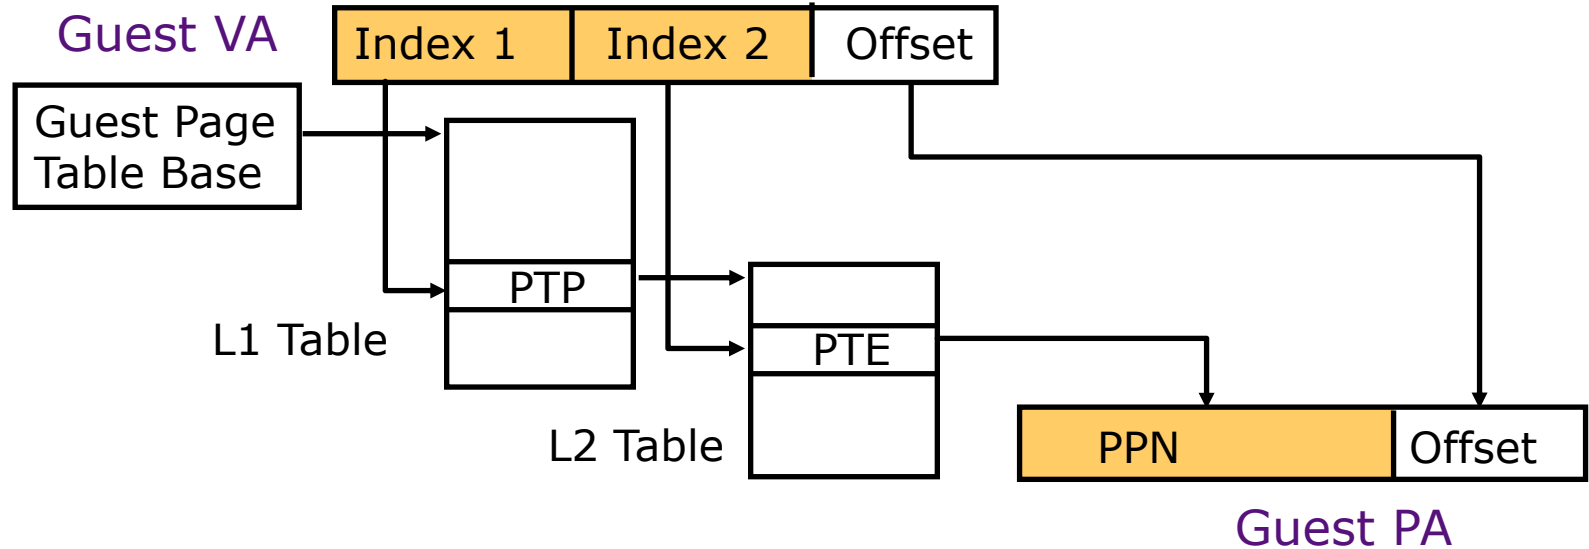 Guest VA
Index 1
Index 2
Offset
Guest Page
Table Base
PTP
L1 Table
PTE
L2 Table
PPN
Offset
Guest PA